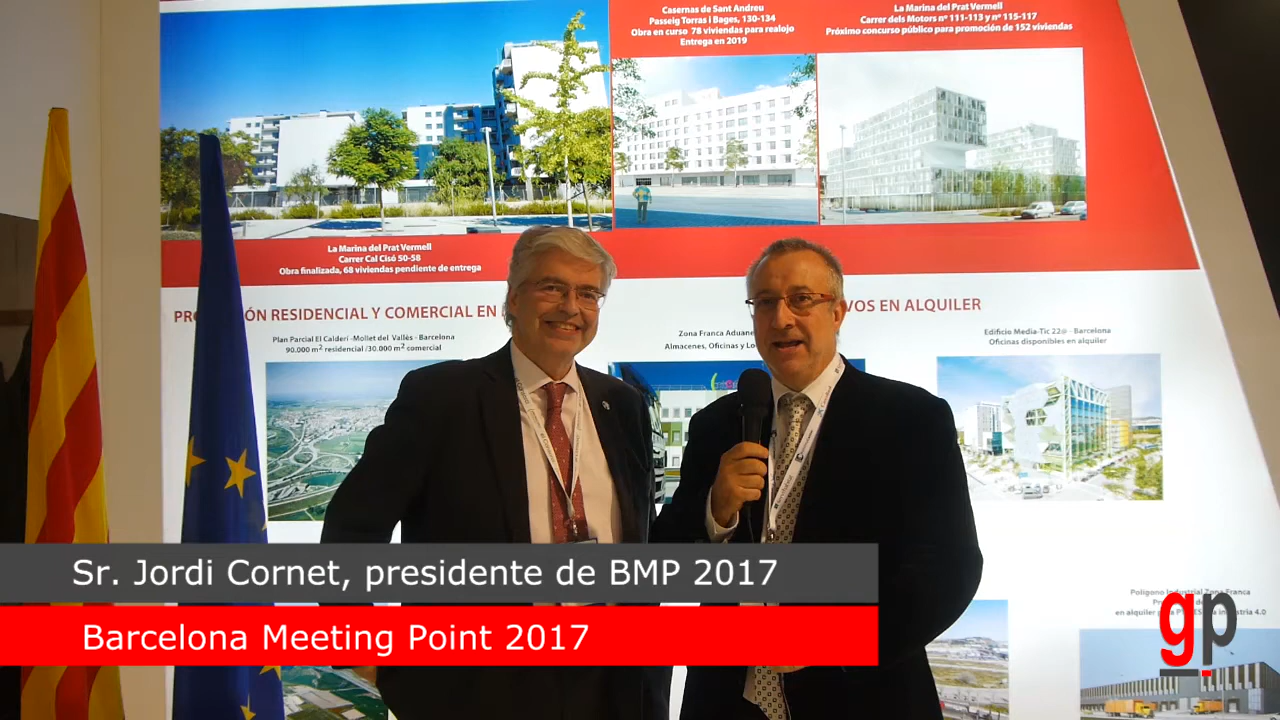 Casernas de Sant Andreu
Passeig Torras i Bages, 130-134
Obra en curso 78 viviendas para realojo
Entrega en 2019
La Marina del Prat Vermell
Carrer dels Motors nº 111-113 y nº 115-117
Próximo concurso público para promoción de 152 viviendas
La Marina del Prat Vermell
Carrer Cal Cisó 50-58
Obra finalizada, 68 viviendas pendiente de entrega
RESIDENCIAL Y COMERCIAL EN
EN ALQUILER
Plan Parcial El Calderí -Mollet del Vallès - Barcelona
90.000 m2 residencial /30.000 m2 comercial
Zona Franca
Almacenes, Oficinas y
Edificio Media-Tic 22@ - Barcelona
Oficinas disponibles en alquiler
Sr. Jordi Cornet, presidente de BMP 2017
Barcelona Meeting Point 2017
Polígono Industrial Zona Franca
en alquiler
industria 4.0
gp